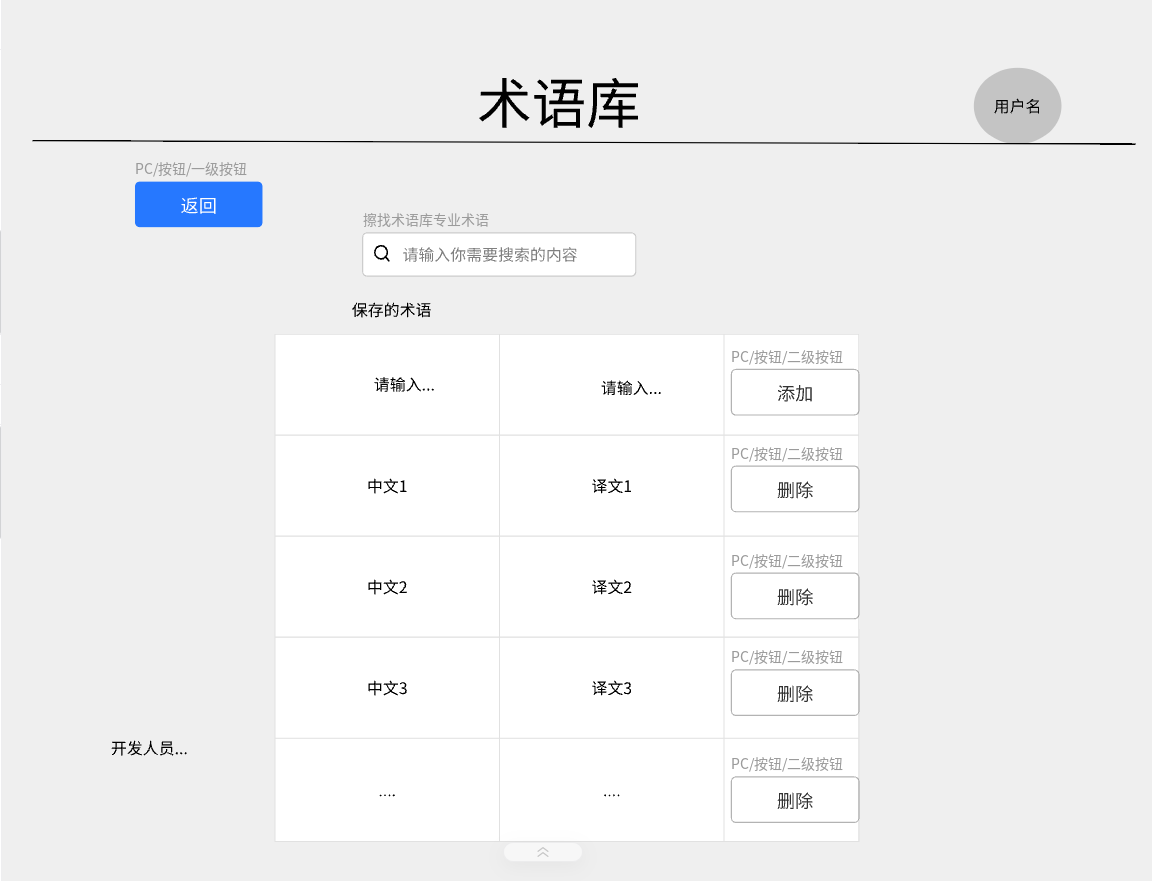 术语库
用户名
PC/按钮/一级按钮
返回
擦找术语库专业术语
请输入你需要搜索的内容
保存的术语
请输入... 请输入... PC/按钮/二级按钮
添加
PC/按钮/二级按钮
中文1 译文1 删除
PC/按钮/二级按钮
中文2 译文2 删除
PC/按钮/二级按钮
中文3 译文3 删除
开发人员...
PC/按钮/二级按钮
.... .... 删除